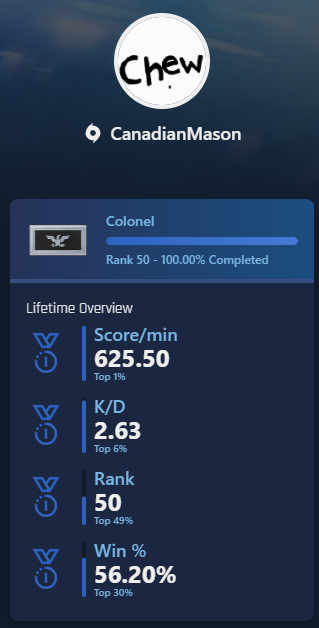 Chew
CanadianMason
Colonel
Rank 50 - 100.00% Completed
Lifetime Overview
Score/min
625.50
Top 1%
K/D
2.63
Top 6%
Rank
50
Top 49%
Win %
56.20%
Top 30%